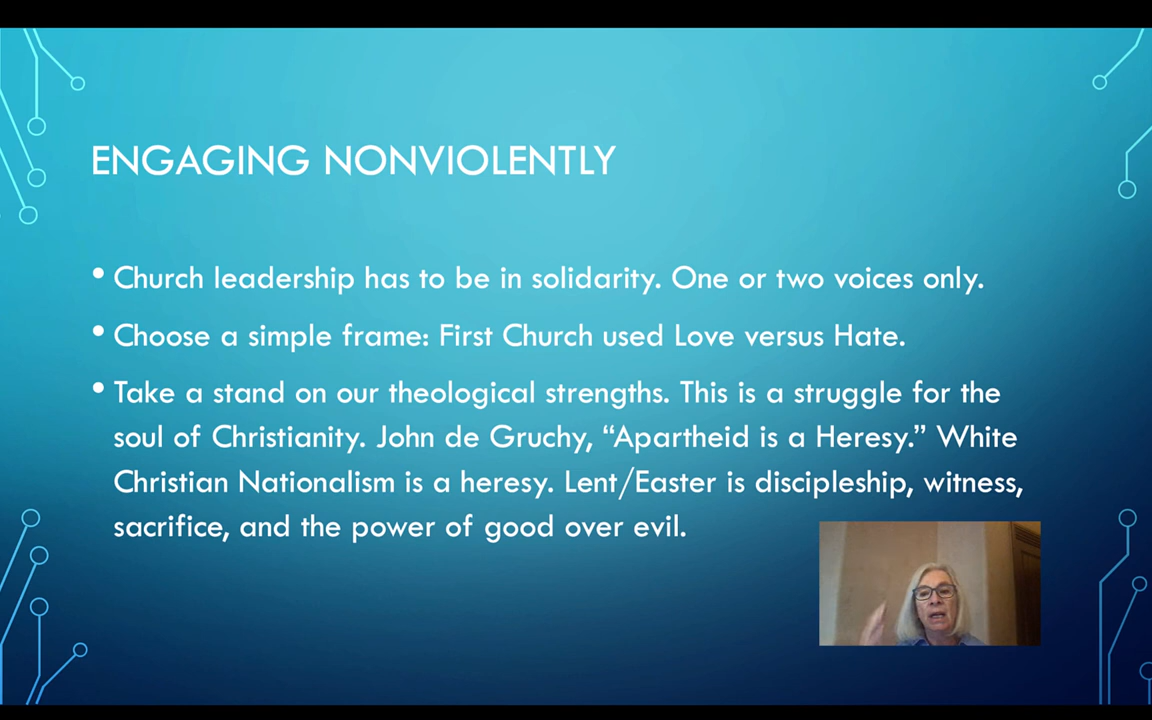 ENGAGING NONVIOLENTLY
• Church leadership has to be in solidarity. One or two voices only.
• Choose a simple frame: First Church used Love versus Hate.
• Take a stand on our theological strengths. This is a struggle for the
soul of Christianity. John de Gruchy, “Apartheid is a Heresy.” White
Christian Nationalism is a heresy. Lent/Easter is discipleship, witness,
sacrifice, and the power of good over evil.